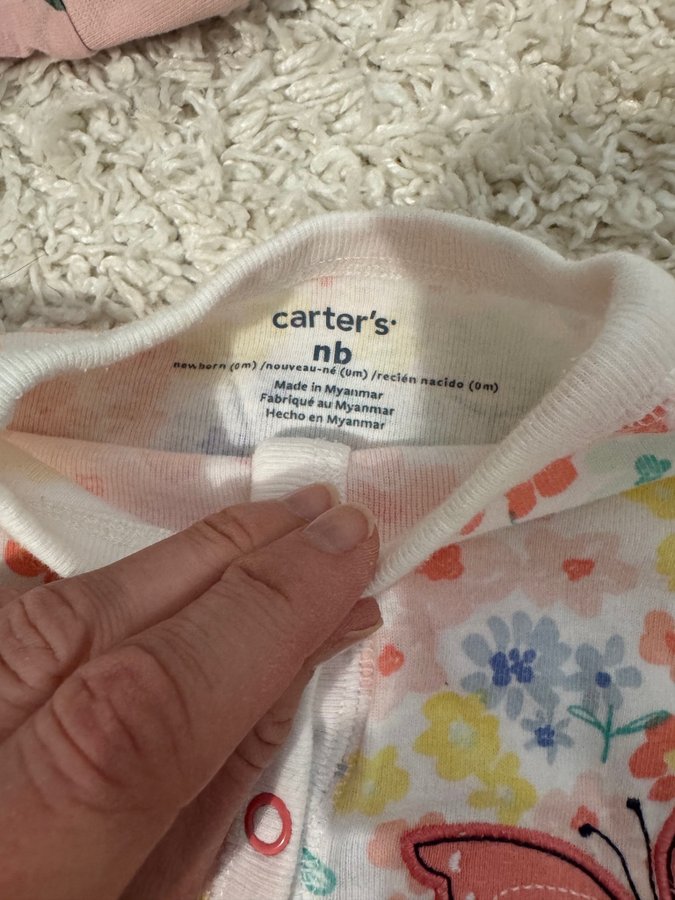 carter's
nb
newborn (0m) /nouveau-né (0m) /recién nacido (0m)
Made in Myanmar
Fabriqué au Myanmar
Hecho en Myanmar